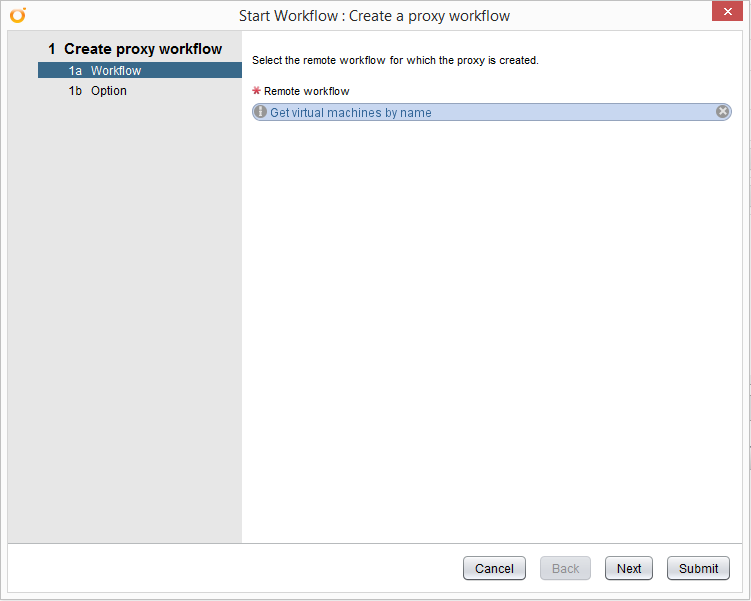 Start Workflow : Create a proxy workflow
1 Create proxy workflow
1a Workflow
1b Option
Select the remote workflow for which the proxy is created.
* Remote workflow
Get virtual machines by name
Cancel Back Next Submit